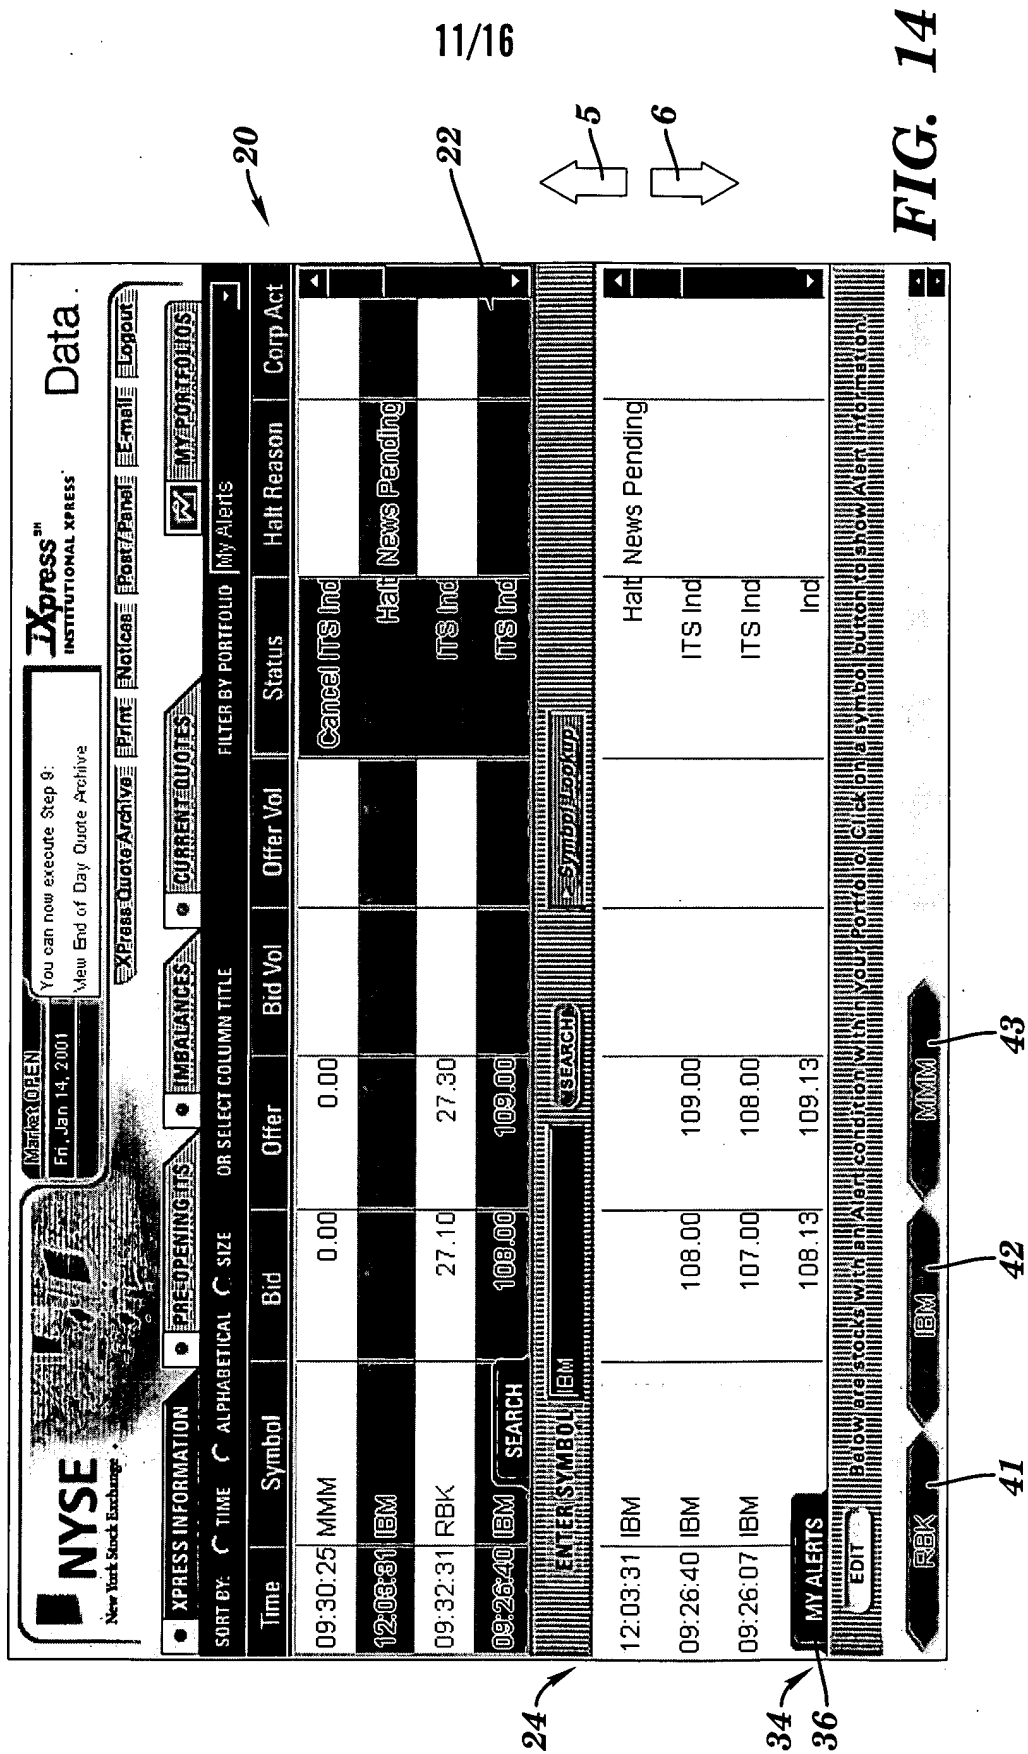 11/16
NYSE
New York Stock Exchange
Market OPEN
Fri, Jan 14, 2001
You can now execute Step 9:
View End of Day Quote Archive
iXpress SM
INSTITUTIONAL XPRESS
Data
XPress Quote Archive Print Notices Post / Panel E-mail Logout
XPRESS INFORMATION PRE-OPENING ITS IMBALANCES CURRENT QUOTES MY PORTFOLIOS
SORT BY: TIME ALPHABETICAL SIZE OR SELECT COLUMN TITLE FILTER BY PORTFOLIO My Alerts
Time Symbol Bid Offer Bid Vol Offer Vol Status Halt Reason Corp Act
09:30:25 MMM 0.00 0.00 Cancel ITS Ind
12:03:31 IBM Halt News Pending
09:32:31 RBK 27.10 27.30 ITS Ind
09:26:40 IBM 108.00 109.00 ITS Ind
SEARCH
ENTER SYMBOL IBM SEARCH > Symbol Lookup
12:03:31 IBM Halt News Pending
09:26:40 IBM 108.00 109.00 ITS Ind
09:26:07 IBM 107.00 108.00 ITS Ind
108.13 109.13 Ind
MY ALERTS
EDIT Below are stocks with an Alert condition within your Portfolio. Click on a symbol button to show Alert information.
RBK IBM MMM
20
22
5
6
24
34
36
41
42
43
FIG. 14